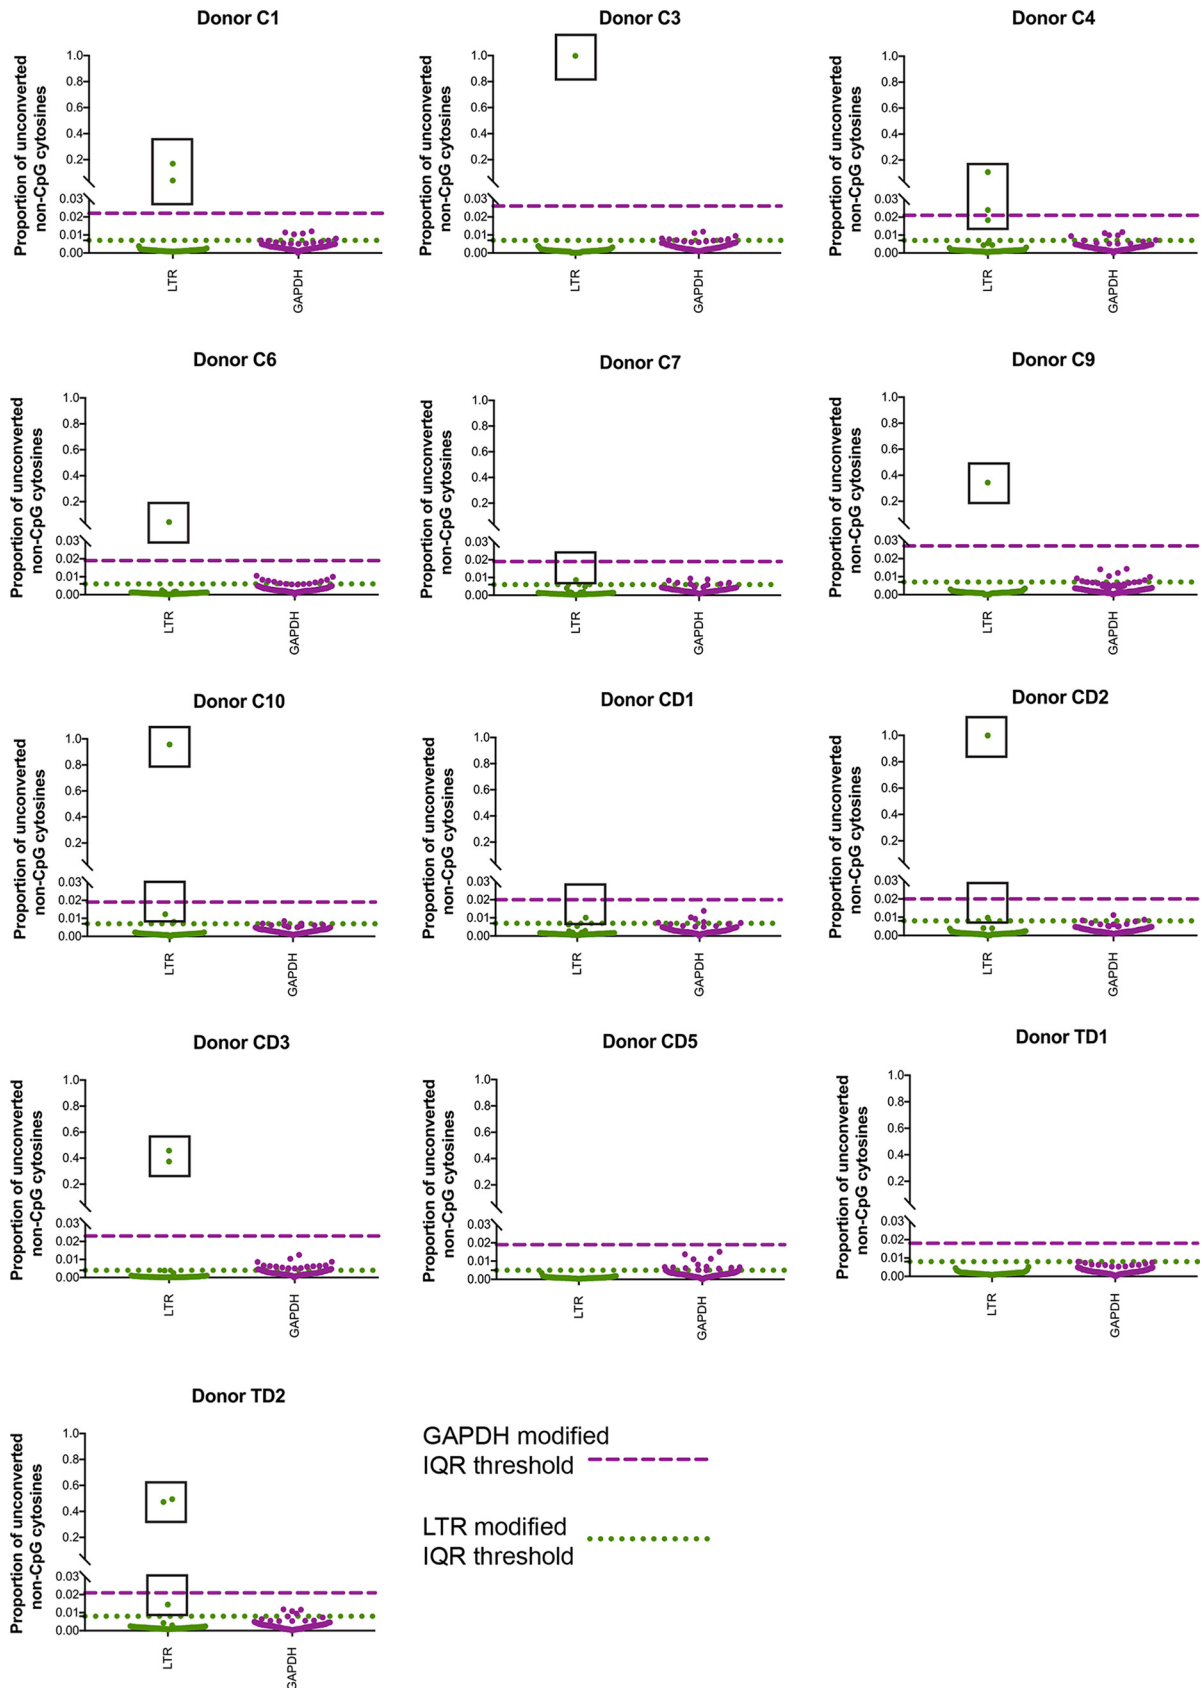 Donor C1
Proportion of unconverted
non-CpG cytosines
1.0
0.8
0.6
0.4
0.2
0.03
0.02
0.01
0.00
LTR
GAPDH
Donor C3
Proportion of unconverted
non-CpG cytosines
1.0
0.8
0.6
0.4
0.2
0.03
0.02
0.01
0.00
LTR
GAPDH
Donor C4
Proportion of unconverted
non-CpG cytosines
1.0
0.8
0.6
0.4
0.2
0.03
0.02
0.01
0.00
LTR
GAPDH
Donor C6
Proportion of unconverted
non-CpG cytosines
1.0
0.8
0.6
0.4
0.2
0.03
0.02
0.01
0.00
LTR
GAPDH
Donor C7
Proportion of unconverted
non-CpG cytosines
1.0
0.8
0.6
0.4
0.2
0.03
0.02
0.01
0.00
LTR
GAPDH
Donor C9
Proportion of unconverted
non-CpG cytosines
1.0
0.8
0.6
0.4
0.2
0.03
0.02
0.01
0.00
LTR
GAPDH
Donor C10
Proportion of unconverted
non-CpG cytosines
1.0
0.8
0.6
0.4
0.2
0.03
0.02
0.01
0.00
LTR
GAPDH
Donor CD1
Proportion of unconverted
non-CpG cytosines
1.0
0.8
0.6
0.4
0.2
0.03
0.02
0.01
0.00
LTR
GAPDH
Donor CD2
Proportion of unconverted
non-CpG cytosines
1.0
0.8
0.6
0.4
0.2
0.03
0.02
0.01
0.00
LTR
GAPDH
Donor CD3
Proportion of unconverted
non-CpG cytosines
1.0
0.8
0.6
0.4
0.2
0.03
0.02
0.01
0.00
LTR
GAPDH
Donor CD5
Proportion of unconverted
non-CpG cytosines
1.0
0.8
0.6
0.4
0.2
0.03
0.02
0.01
0.00
LTR
GAPDH
Donor TD1
Proportion of unconverted
non-CpG cytosines
1.0
0.8
0.6
0.4
0.2
0.03
0.02
0.01
0.00
LTR
GAPDH
Donor TD2
Proportion of unconverted
non-CpG cytosines
1.0
0.8
0.6
0.4
0.2
0.03
0.02
0.01
0.00
LTR
GAPDH
GAPDH modified
IQR threshold
LTR modified
IQR threshold